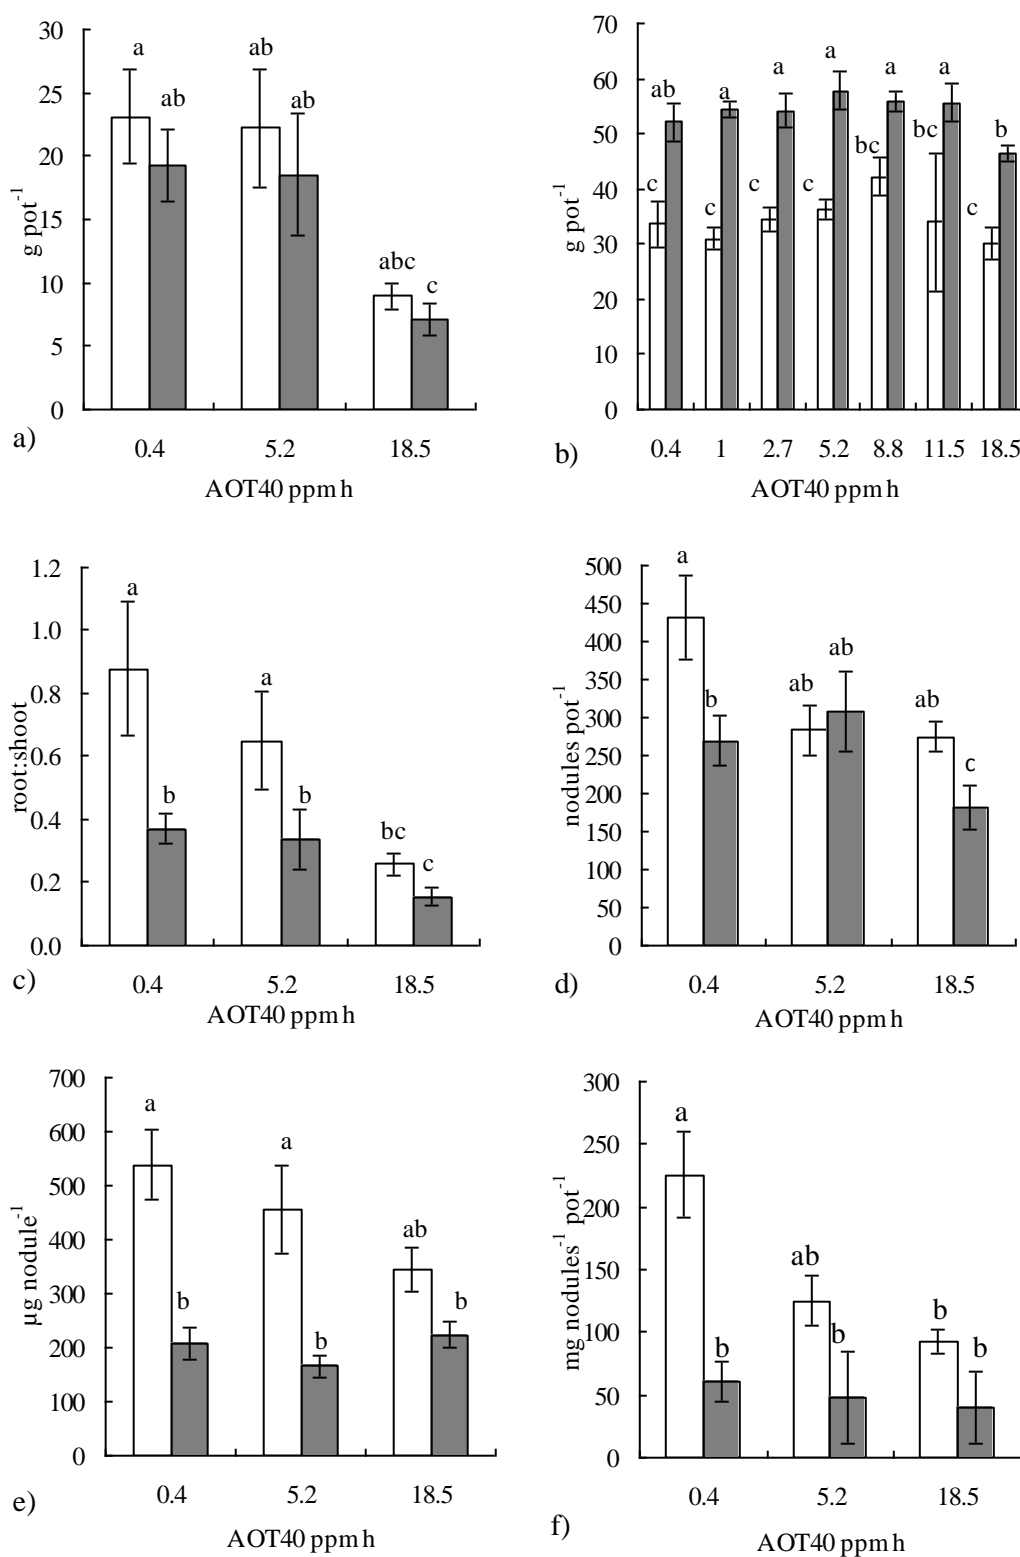 30
25
20
15
10
5
0
g pot⁻¹
a
ab
ab
ab
abc
c
0.4 5.2 18.5
AOT40 ppm h
a)
70
60
50
40
30
20
10
0
g pot⁻¹
c
ab
c
a
c
a
c
a
bc
a
bc
a
c
b
0.4 1 2.7 5.2 8.8 11.5 18.5
AOT40 ppm h
b)
1.2
1.0
0.8
0.6
0.4
0.2
0.0
root:shoot
a
b
a
b
bc
c
0.4 5.2 18.5
AOT40 ppm h
c)
500
450
400
350
300
250
200
150
100
50
0
nodules pot⁻¹
a
b
ab
ab
ab
c
0.4 5.2 18.5
AOT40 ppm h
d)
700
600
500
400
300
200
100
0
µg nodule⁻¹
a
b
a
b
ab
b
0.4 5.2 18.5
AOT40 ppm h
e)
300
250
200
150
100
50
0
mg nodules⁻¹ pot⁻¹
a
b
ab
b
b
b
0.4 5.2 18.5
AOT40 ppm h
f)